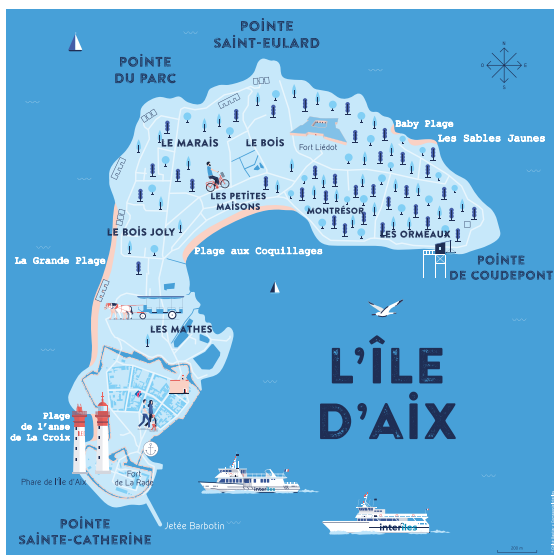 POINTE
SAINT-EULARD
POINTE
DU PARC
N
O
E
S
Baby Plage
Les Sables Jaunes
LE MARAIS
LE BOIS
Fort Liédot
LES PETITES
MAISONS
MONTRÉSOR
LE BOIS JOLY
LES ORMEAUX
La Grande Plage
Plage aux Coquillages
POINTE
DE COUDEPONT
LES MATHES
L'ÎLE
D'AiX
Plage
de l'anse
de La Croix
Phare de l'île d'Aix
Fort
de La Rade
interîles
interîles
POINTE
SAINTE-CATHERINE
Jetée Barbotin